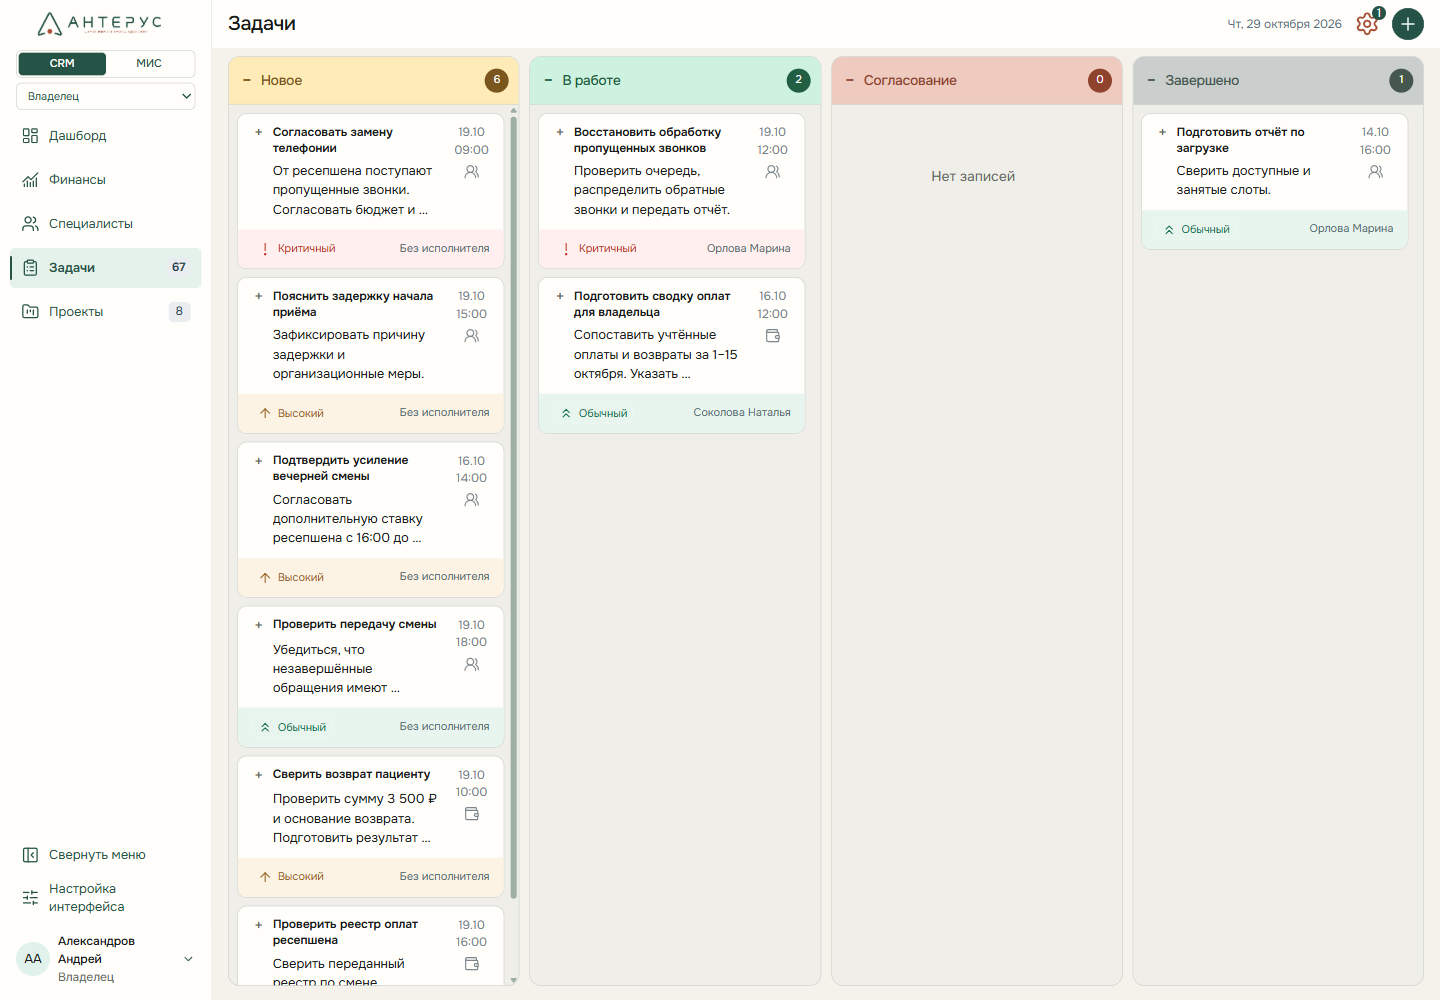 АНТЕРУС
CRM
МИС
Владелец
Дашборд
Финансы
Специалисты
Задачи
67
Проекты
8
Свернуть меню
Настройка
интерфейса
АА
Александров
Андрей
Владелец
Задачи
Чт, 29 октября 2026
1
Новое
6
Согласовать замену
телефонии
19.10
09:00
От ресепшена поступают
пропущенные звонки.
Согласовать бюджет и ...
Критичный
Без исполнителя
Пояснить задержку начала
приёма
19.10
15:00
Зафиксировать причину
задержки и
организационные меры.
Высокий
Без исполнителя
Подтвердить усиление
вечерней смены
16.10
14:00
Согласовать
дополнительную ставку
ресепшена с 16:00 до ...
Высокий
Без исполнителя
Проверить передачу смены
19.10
18:00
Убедиться, что
незавершённые
обращения имеют ...
Обычный
Без исполнителя
Сверить возврат пациенту
19.10
10:00
Проверить сумму 3 500 ₽
и основание возврата.
Подготовить результат ...
Высокий
Без исполнителя
Проверить реестр оплат
ресепшена
19.10
16:00
Сверить переданный
реестр по смене
В работе
2
Восстановить обработку
пропущенных звонков
19.10
12:00
Проверить очередь,
распределить обратные
звонки и передать отчёт.
Критичный
Орлова Марина
Подготовить сводку оплат
для владельца
16.10
12:00
Сопоставить учтённые
оплаты и возвраты за 1–15
октября. Указать ...
Обычный
Соколова Наталья
Согласование
0
Нет записей
Завершено
1
Подготовить отчёт по
загрузке
14.10
16:00
Сверить доступные и
занятые слоты.
Обычный
Орлова Марина